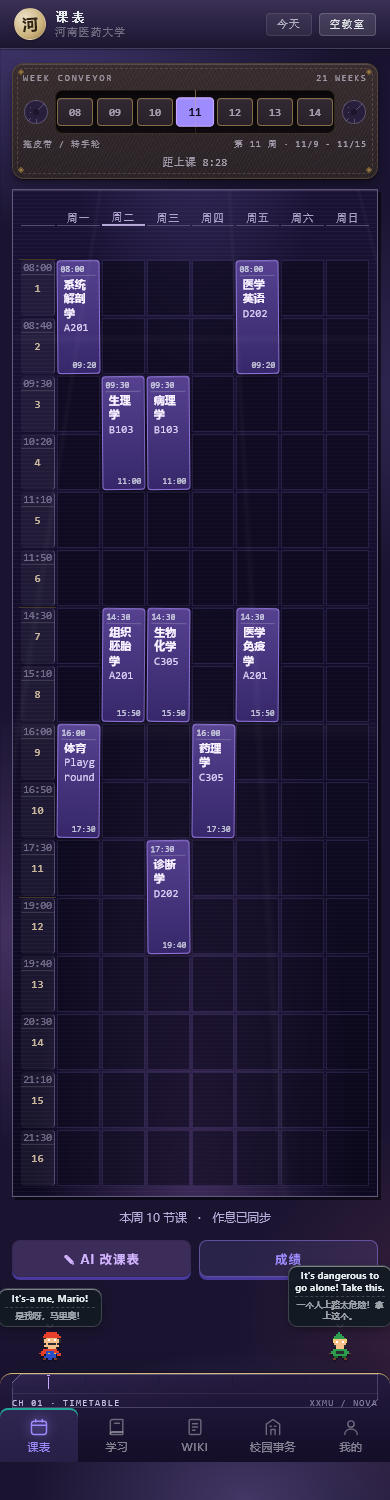 河
课表
河南医药大学
今天
空教室
WEEK CONVEYOR
21 WEEKS
08 09 10 11 12 13 14
拖皮带 / 转手轮
第 11 周 · 11/9 - 11/15
距上课 8:28
周一 周二 周三 周四 周五 周六 周日
08:00
1
08:40
2
09:30
3
10:20
4
11:10
5
11:50
6
14:30
7
15:10
8
16:00
9
16:50
10
17:30
11
19:00
12
19:40
13
20:30
14
21:10
15
21:30
16
08:00
系统
解剖
学
A201
09:20
08:00
医学
英语
D202
09:30
生理
学
B103
11:00
09:30
病理
学
B103
11:00
14:30
组织
胚胎
学
A201
15:50
14:30
生物
化学
C305
15:50
14:30
医学
免疫
学
A201
15:50
16:00
体育
Playg
round
17:30
16:00
药理
学
C305
17:30
17:30
诊断
学
D202
19:40
本周 10 节课 · 作息已同步
AI 改课表
成绩
It's-a me, Mario!
是我呀，马里奥！
It's dangerous to
go alone! Take this.
一个人上路太危险！拿
上这个。
CH 01 · TIMETABLE
XXMU / NOVA
课表
学习
WIKI
校园事务
我的